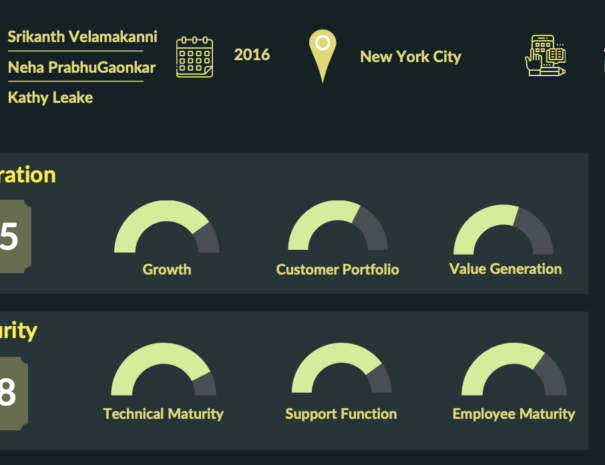 Srikanth Velamakanni
Neha PrabhuGaonkar
Kathy Leake
2016
New York City
ration
5
Growth
Customer Portfolio
Value Generation
urity
8
Technical Maturity
Support Function
Employee Maturity